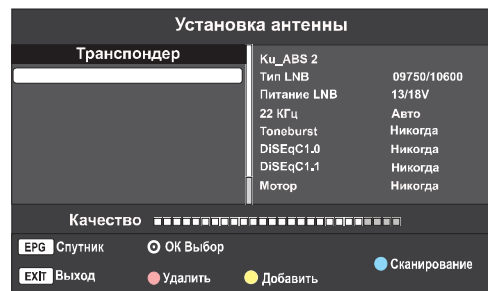 Установка антенны
Транспондер
Ku_ABS 2
Тип LNB 09750/10600
Питание LNB 13/18V
22 КГц Авто
Toneburst Никогда
DiSEqC1.0 Никогда
DiSEqC1.1 Никогда
Мотор Никогда
Качество
EPG Спутник ОК Выбор
EXIT Выход Удалить Добавить Сканирование